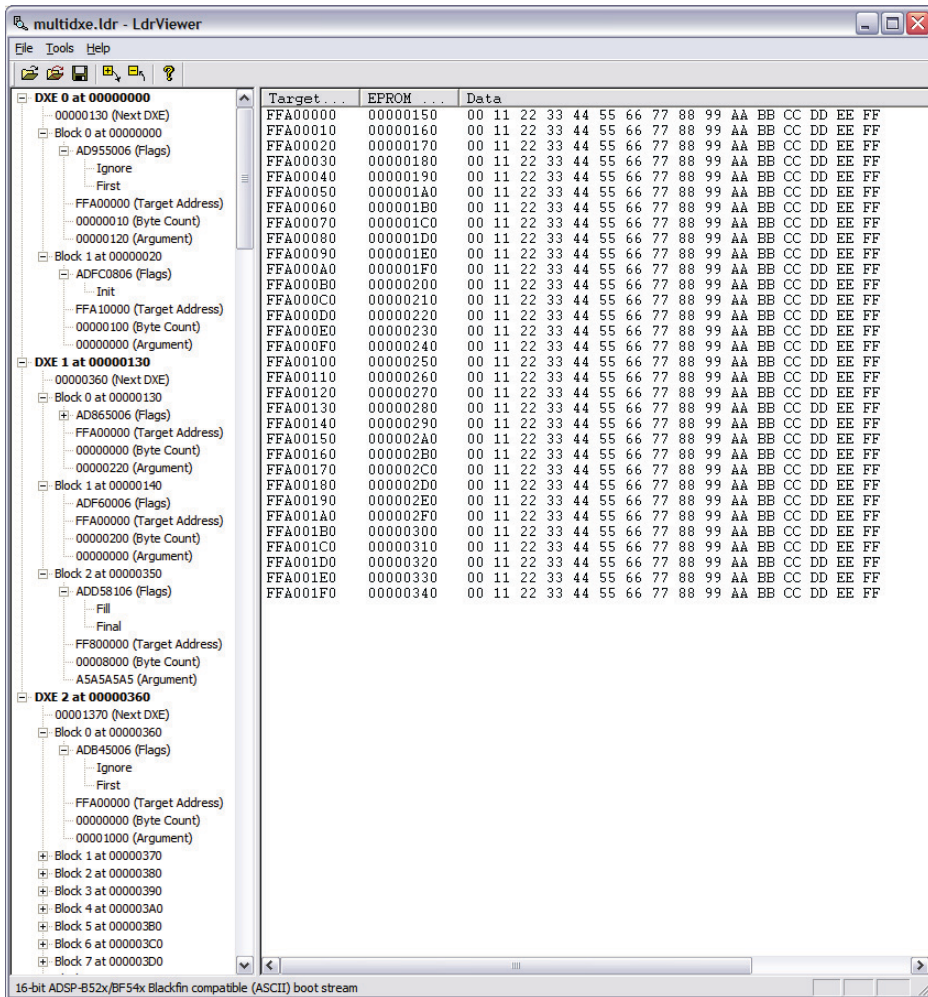 multidxe.ldr - LdrViewer
File Tools Help
DXE 0 at 00000000
00000130 (Next DXE)
Block 0 at 00000000
AD955006 (Flags)
Ignore
First
FFA00000 (Target Address)
00000010 (Byte Count)
00000120 (Argument)
Block 1 at 00000020
ADFC0806 (Flags)
Init
FFA10000 (Target Address)
00000100 (Byte Count)
00000000 (Argument)
DXE 1 at 00000130
00000360 (Next DXE)
Block 0 at 00000130
AD865006 (Flags)
FFA00000 (Target Address)
00000000 (Byte Count)
00000220 (Argument)
Block 1 at 00000140
ADF60006 (Flags)
FFA00000 (Target Address)
00000200 (Byte Count)
00000000 (Argument)
Block 2 at 00000350
ADD58106 (Flags)
Fill
Final
FF800000 (Target Address)
00008000 (Byte Count)
A5A5A5A5 (Argument)
DXE 2 at 00000360
00001370 (Next DXE)
Block 0 at 00000360
ADB45006 (Flags)
Ignore
First
FFA00000 (Target Address)
00000000 (Byte Count)
00001000 (Argument)
Block 1 at 00000370
Block 2 at 00000380
Block 3 at 00000390
Block 4 at 000003A0
Block 5 at 000003B0
Block 6 at 000003C0
Block 7 at 000003D0
Target... EPROM ... Data
FFA00000 00000150 00 11 22 33 44 55 66 77 88 99 AA BB CC DD EE FF
FFA00010 00000160 00 11 22 33 44 55 66 77 88 99 AA BB CC DD EE FF
FFA00020 00000170 00 11 22 33 44 55 66 77 88 99 AA BB CC DD EE FF
FFA00030 00000180 00 11 22 33 44 55 66 77 88 99 AA BB CC DD EE FF
FFA00040 00000190 00 11 22 33 44 55 66 77 88 99 AA BB CC DD EE FF
FFA00050 000001A0 00 11 22 33 44 55 66 77 88 99 AA BB CC DD EE FF
FFA00060 000001B0 00 11 22 33 44 55 66 77 88 99 AA BB CC DD EE FF
FFA00070 000001C0 00 11 22 33 44 55 66 77 88 99 AA BB CC DD EE FF
FFA00080 000001D0 00 11 22 33 44 55 66 77 88 99 AA BB CC DD EE FF
FFA00090 000001E0 00 11 22 33 44 55 66 77 88 99 AA BB CC DD EE FF
FFA000A0 000001F0 00 11 22 33 44 55 66 77 88 99 AA BB CC DD EE FF
FFA000B0 00000200 00 11 22 33 44 55 66 77 88 99 AA BB CC DD EE FF
FFA000C0 00000210 00 11 22 33 44 55 66 77 88 99 AA BB CC DD EE FF
FFA000D0 00000220 00 11 22 33 44 55 66 77 88 99 AA BB CC DD EE FF
FFA000E0 00000230 00 11 22 33 44 55 66 77 88 99 AA BB CC DD EE FF
FFA000F0 00000240 00 11 22 33 44 55 66 77 88 99 AA BB CC DD EE FF
FFA00100 00000250 00 11 22 33 44 55 66 77 88 99 AA BB CC DD EE FF
FFA00110 00000260 00 11 22 33 44 55 66 77 88 99 AA BB CC DD EE FF
FFA00120 00000270 00 11 22 33 44 55 66 77 88 99 AA BB CC DD EE FF
FFA00130 00000280 00 11 22 33 44 55 66 77 88 99 AA BB CC DD EE FF
FFA00140 00000290 00 11 22 33 44 55 66 77 88 99 AA BB CC DD EE FF
FFA00150 000002A0 00 11 22 33 44 55 66 77 88 99 AA BB CC DD EE FF
FFA00160 000002B0 00 11 22 33 44 55 66 77 88 99 AA BB CC DD EE FF
FFA00170 000002C0 00 11 22 33 44 55 66 77 88 99 AA BB CC DD EE FF
FFA00180 000002D0 00 11 22 33 44 55 66 77 88 99 AA BB CC DD EE FF
FFA00190 000002E0 00 11 22 33 44 55 66 77 88 99 AA BB CC DD EE FF
FFA001A0 000002F0 00 11 22 33 44 55 66 77 88 99 AA BB CC DD EE FF
FFA001B0 00000300 00 11 22 33 44 55 66 77 88 99 AA BB CC DD EE FF
FFA001C0 00000310 00 11 22 33 44 55 66 77 88 99 AA BB CC DD EE FF
FFA001D0 00000320 00 11 22 33 44 55 66 77 88 99 AA BB CC DD EE FF
FFA001E0 00000330 00 11 22 33 44 55 66 77 88 99 AA BB CC DD EE FF
FFA001F0 00000340 00 11 22 33 44 55 66 77 88 99 AA BB CC DD EE FF
16-bit ADSP-B52x/BF54x Blackfin compatible (ASCII) boot stream